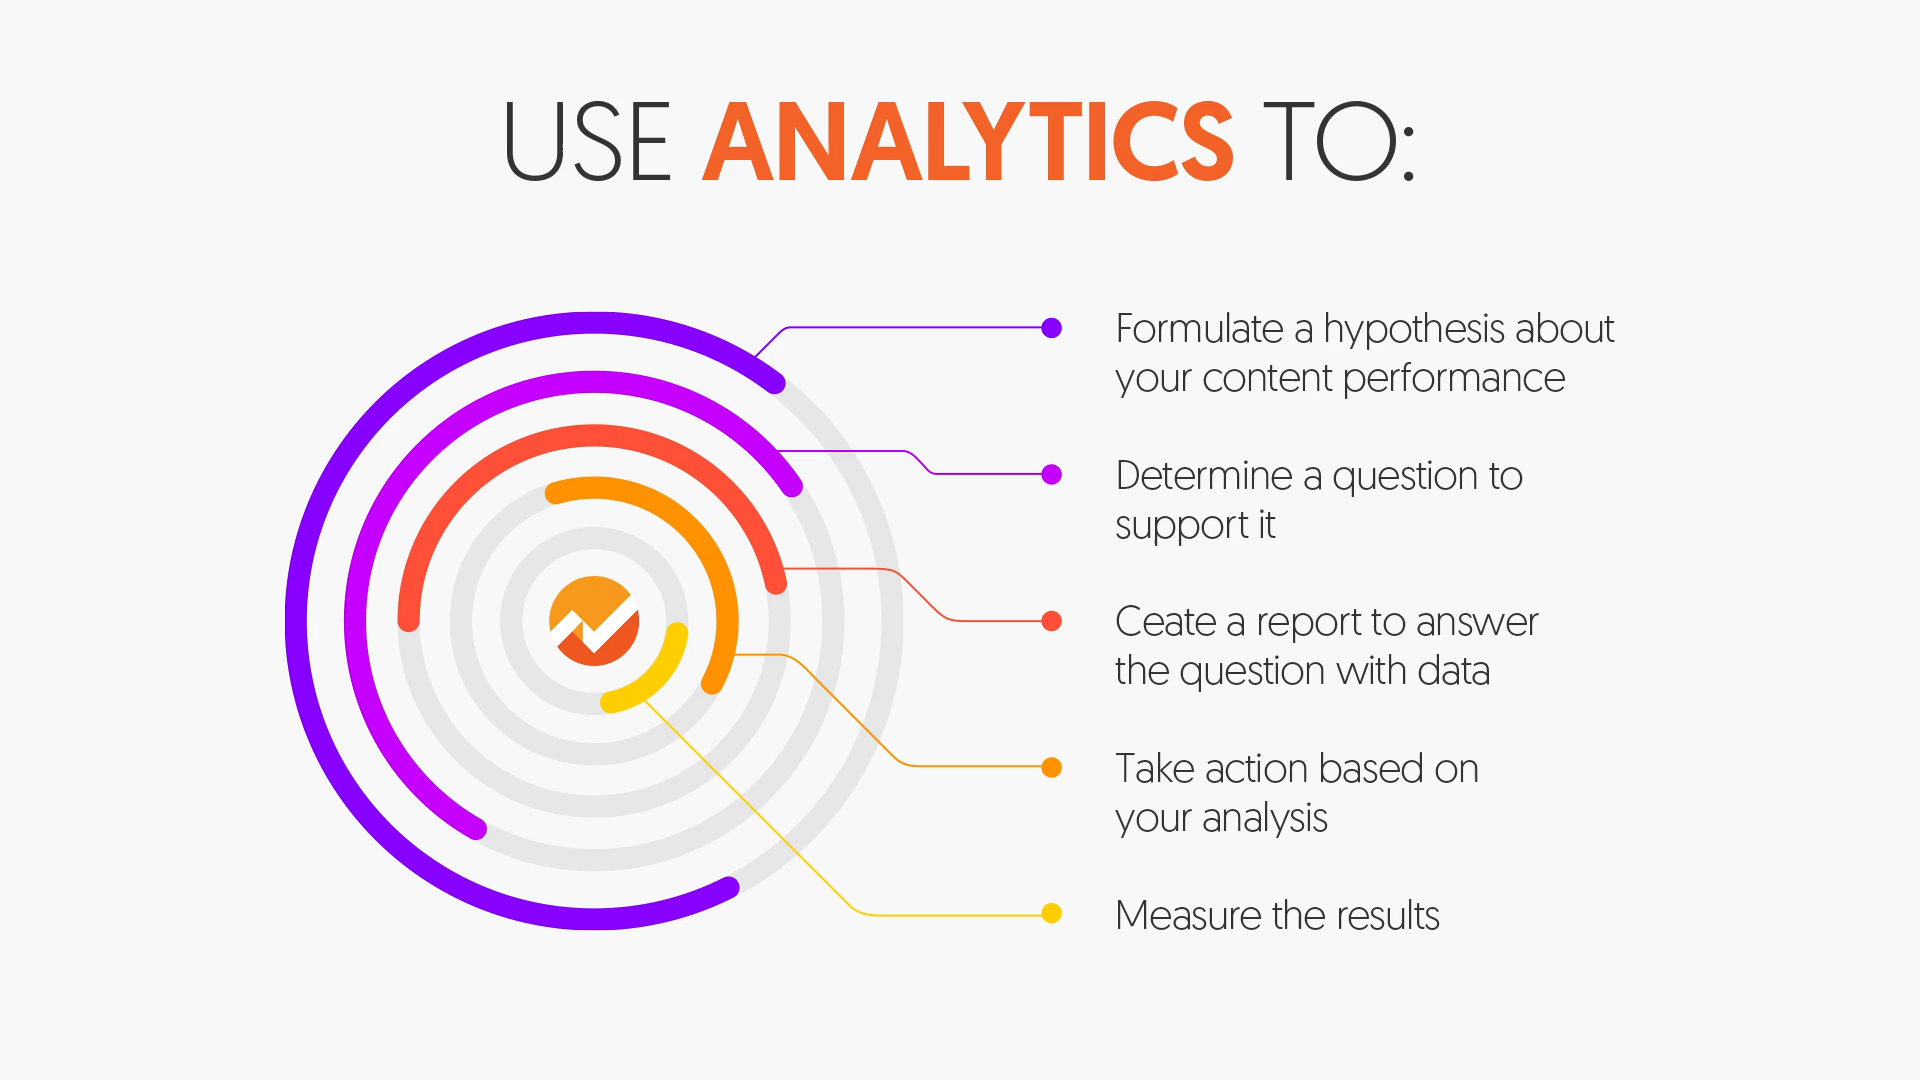 USE ANALYTICS TO:
Formulate a hypothesis about
your content performance
Determine a question to
support it
Ceate a report to answer
the question with data
Take action based on
your analysis
Measure the results